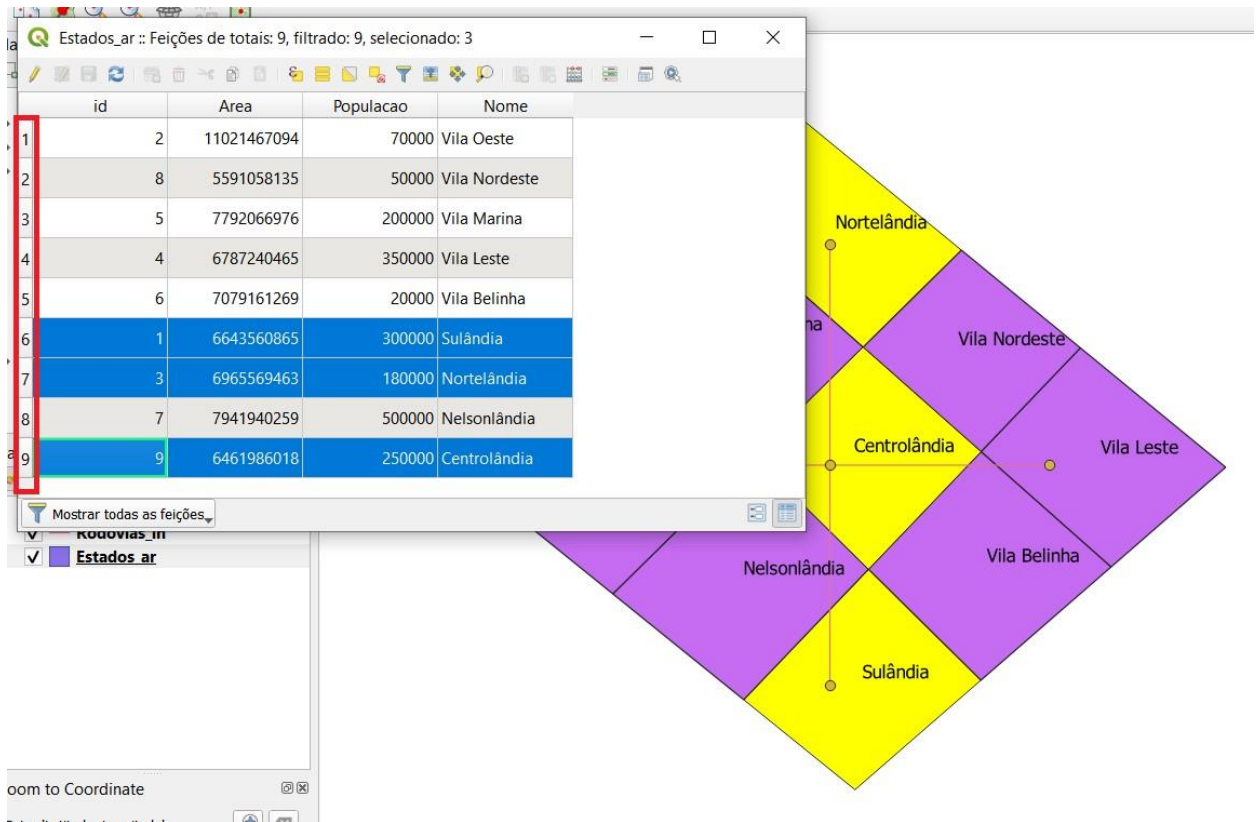 Estados_ar :: Feições de totais: 9, filtrado: 9, selecionado: 3
id Area Populacao Nome
1 2 11021467094 70000 Vila Oeste
2 8 5591058135 50000 Vila Nordeste
3 5 7792066976 200000 Vila Marina
4 4 6787240465 350000 Vila Leste
5 6 7079161269 20000 Vila Belinha
6 1 6643560865 300000 Sulândia
7 3 6965569463 180000 Nortelândia
8 7 7941940259 500000 Nelsonlândia
9 9 6461986018 250000 Centrolândia
Mostrar todas as feições
Rodovias_ln
Estados_ar
oom to Coordinate
Nortelândia
na
Vila Nordeste
Centrolândia
Vila Leste
Nelsonlândia
Vila Belinha
Sulândia